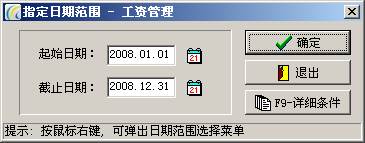 指定日期范围 - 工资管理
起始日期： 2008.01.01 21
确定
截止日期： 2008.12.31 21
退出
F9-详细条件
提示: 按鼠标右键, 可弹出日期范围选择菜单